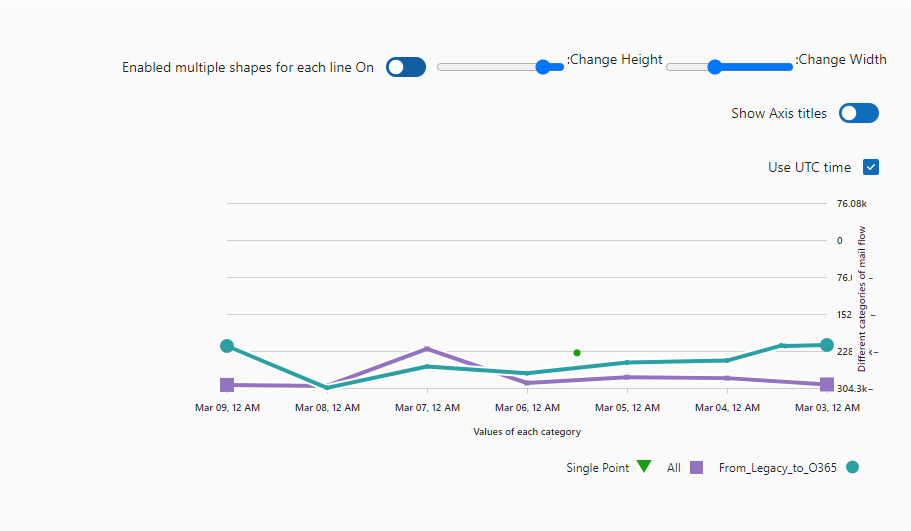 Enabled multiple shapes for each line On
:Change Height
:Change Width
Show Axis titles
Use UTC time
76.08k
0
76.
152
228 k–
304.3k–
Different categories of mail flow
Mar 09, 12 AM
Mar 08, 12 AM
Mar 07, 12 AM
Mar 06, 12 AM
Mar 05, 12 AM
Mar 04, 12 AM
Mar 03, 12 AM
Values of each category
Single Point
All
From_Legacy_to_O365